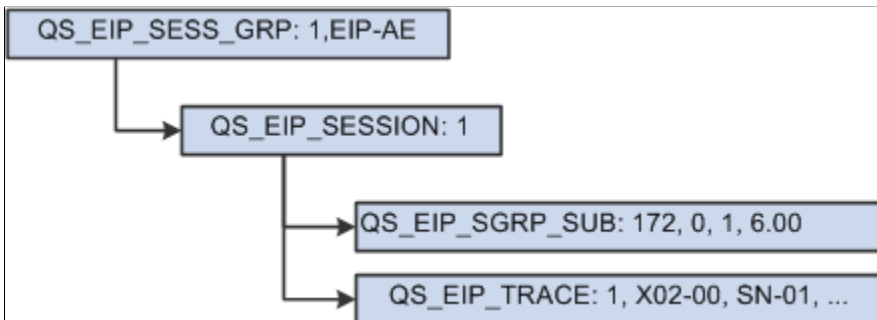 QS_EIP_SESS_GRP: 1,EIP-AE
QS_EIP_SESSION: 1
QS_EIP_SGRP_SUB: 172, 0, 1, 6.00
QS_EIP_TRACE: 1, X02-00, SN-01, ...